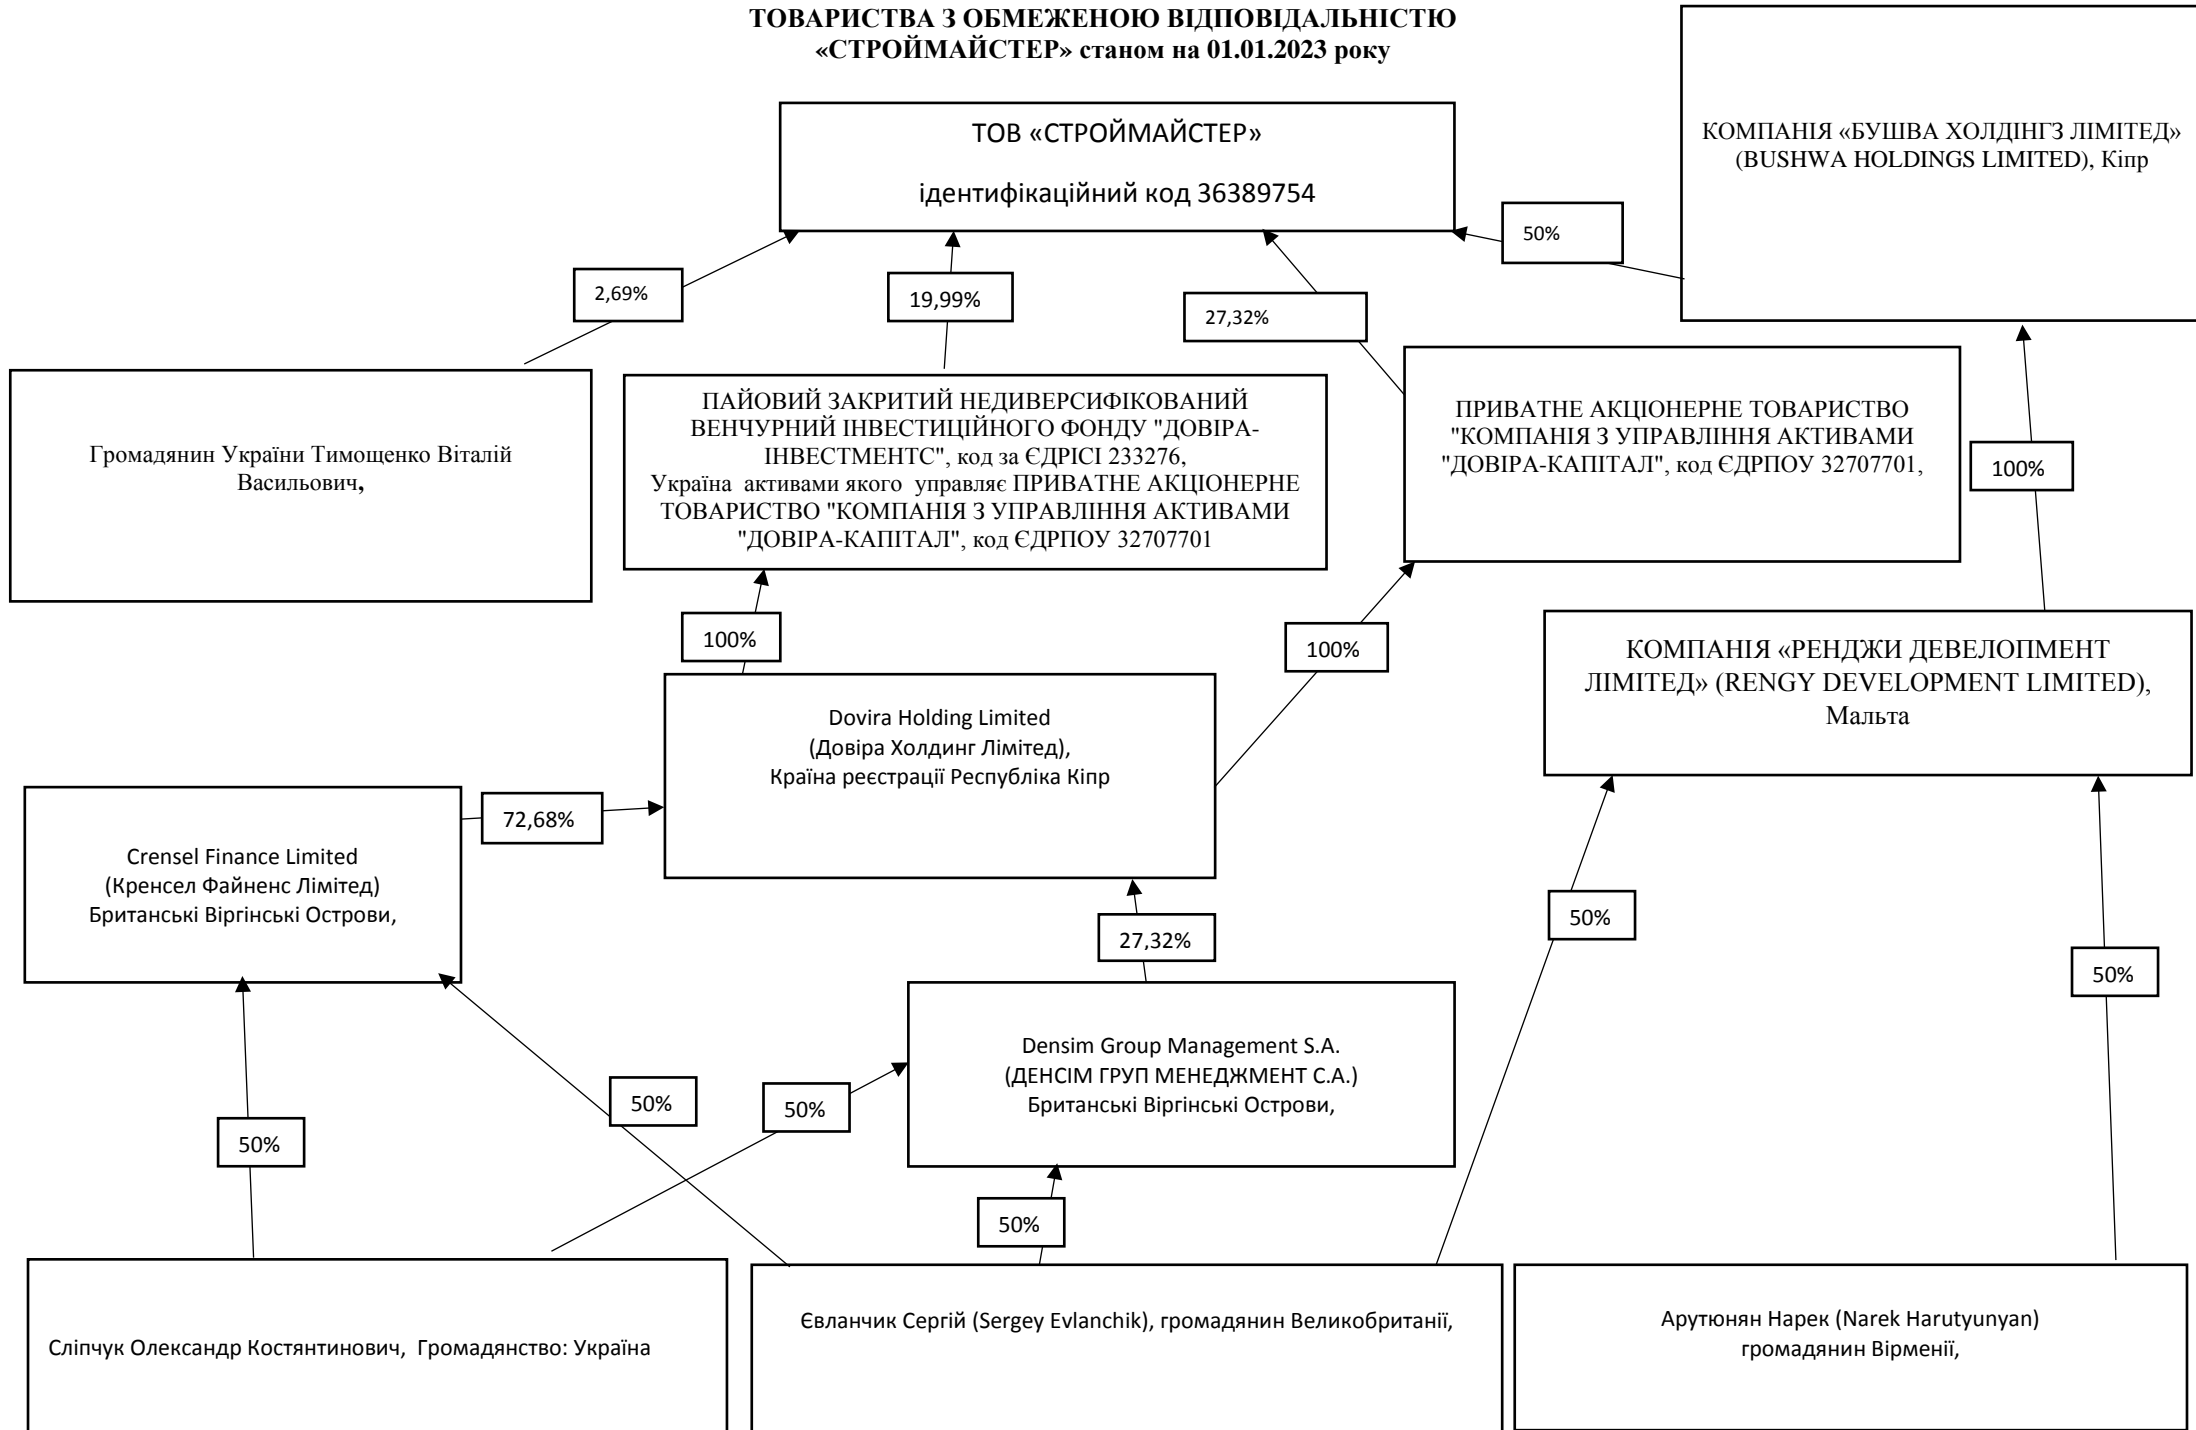 ТОВАРИСТВА З ОБМЕЖЕНОЮ ВІДПОВІДАЛЬНІСТЮ
«СТРОЙМАЙСТЕР» станом на 01.01.2023 року
ТОВ «СТРОЙМАЙСТЕР»
ідентифікаційний код 36389754
КОМПАНІЯ «БУШВА ХОЛДІНГЗ ЛІМІТЕД»
(BUSHWA HOLDINGS LIMITED), Кіпр
50%
2,69%
19,99%
27,32%
Громадянин України Тимощенко Віталій
Васильович,
ПАЙОВИЙ ЗАКРИТИЙ НЕДИВЕРСИФІКОВАНИЙ
ВЕНЧУРНИЙ ІНВЕСТИЦІЙНОГО ФОНДУ "ДОВІРА-
ІНВЕСТМЕНТС", код за ЄДРІСІ 233276,
Україна активами якого управляє ПРИВАТНЕ АКЦІОНЕРНЕ
ТОВАРИСТВО "КОМПАНІЯ З УПРАВЛІННЯ АКТИВАМИ
"ДОВІРА-КАПІТАЛ", код ЄДРПОУ 32707701
ПРИВАТНЕ АКЦІОНЕРНЕ ТОВАРИСТВО
"КОМПАНІЯ З УПРАВЛІННЯ АКТИВАМИ
"ДОВІРА-КАПІТАЛ", код ЄДРПОУ 32707701,
100%
100%
100%
КОМПАНІЯ «РЕНДЖИ ДЕВЕЛОПМЕНТ
ЛІМІТЕД» (RENGY DEVELOPMENT LIMITED),
Мальта
Dovira Holding Limited
(Довіра Холдинг Лімітед),
Країна реєстрації Республіка Кіпр
72,68%
Crensel Finance Limited
(Кренсел Файненс Лімітед)
Британські Віргінські Острови,
27,32%
50%
50%
Densim Group Management S.A.
(ДЕНСІМ ГРУП МЕНЕДЖМЕНТ С.А.)
Британські Віргінські Острови,
50%
50%
50%
50%
Сліпчук Олександр Костянтинович, Громадянство: Україна
Євланчик Сергій (Sergey Evlanchik), громадянин Великобританії,
Арутюнян Нарек (Narek Harutyunyan)
громадянин Вірменії,